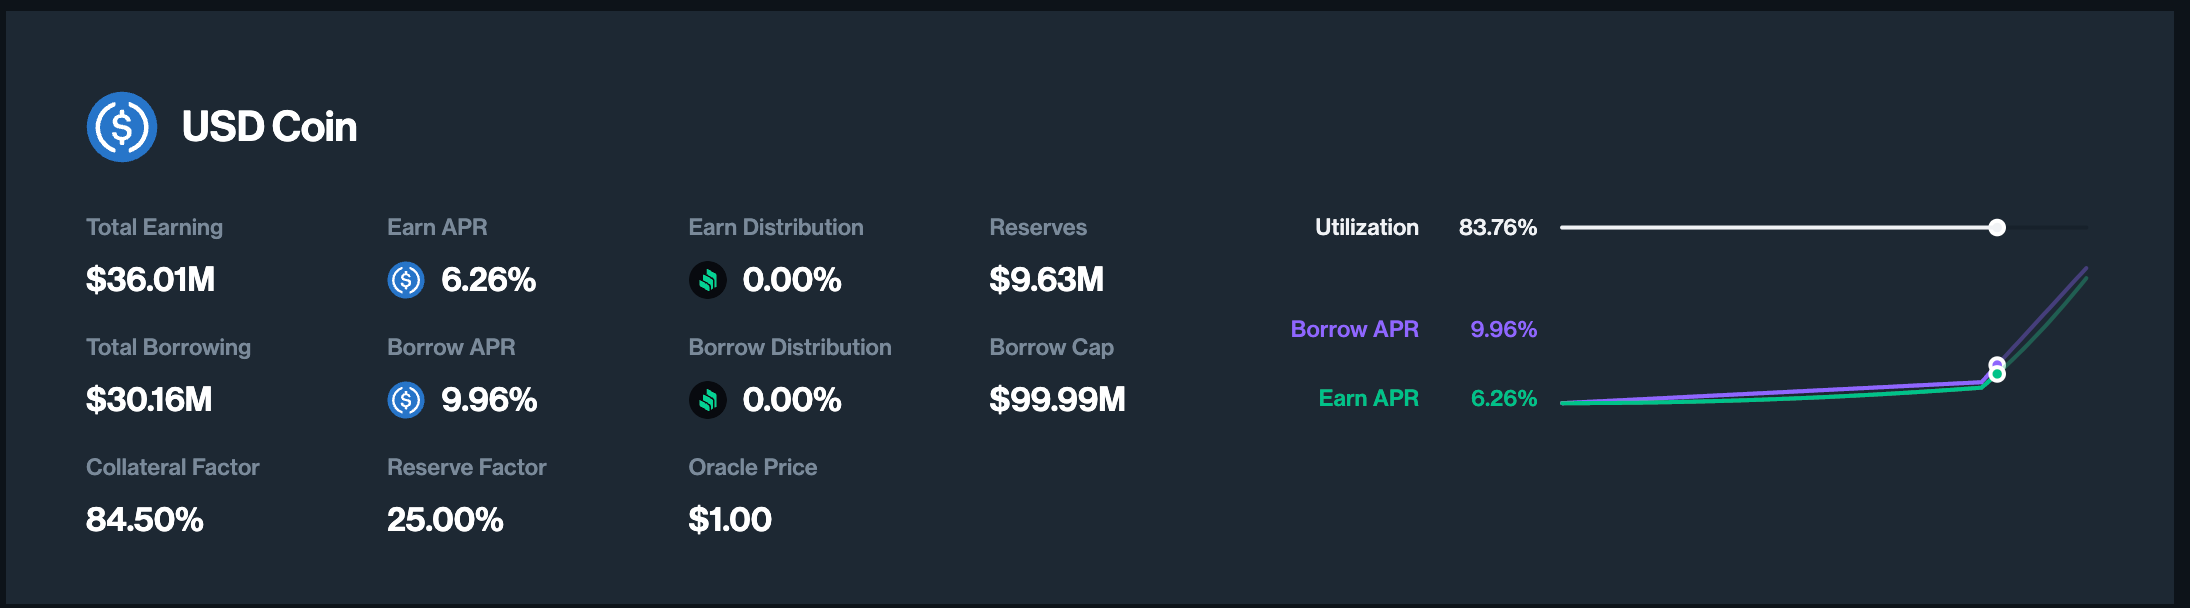 USD Coin
Total Earning
$36.01M
Earn APR
6.26%
Earn Distribution
0.00%
Reserves
$9.63M
Total Borrowing
$30.16M
Borrow APR
9.96%
Borrow Distribution
0.00%
Borrow Cap
$99.99M
Collateral Factor
84.50%
Reserve Factor
25.00%
Oracle Price
$1.00
Utilization 83.76%
Borrow APR 9.96%
Earn APR 6.26%